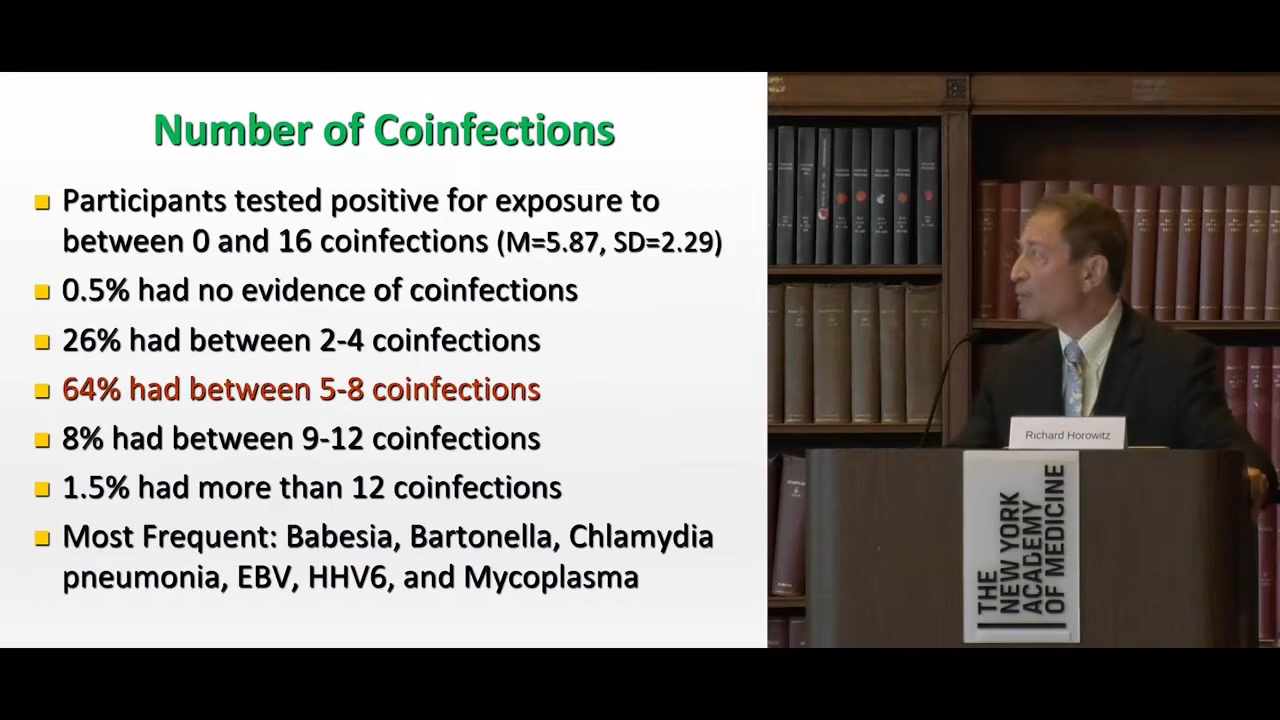 Number of Coinfections
Participants tested positive for exposure to
between 0 and 16 coinfections (M=5.87, SD=2.29)
0.5% had no evidence of coinfections
26% had between 2-4 coinfections
64% had between 5-8 coinfections
8% had between 9-12 coinfections
1.5% had more than 12 coinfections
Most Frequent: Babesia, Bartonella, Chlamydia
pneumonia, EBV, HHV6, and Mycoplasma
Richard Horowitz
THE
NEW YORK
ACADEMY
OF MEDICINE